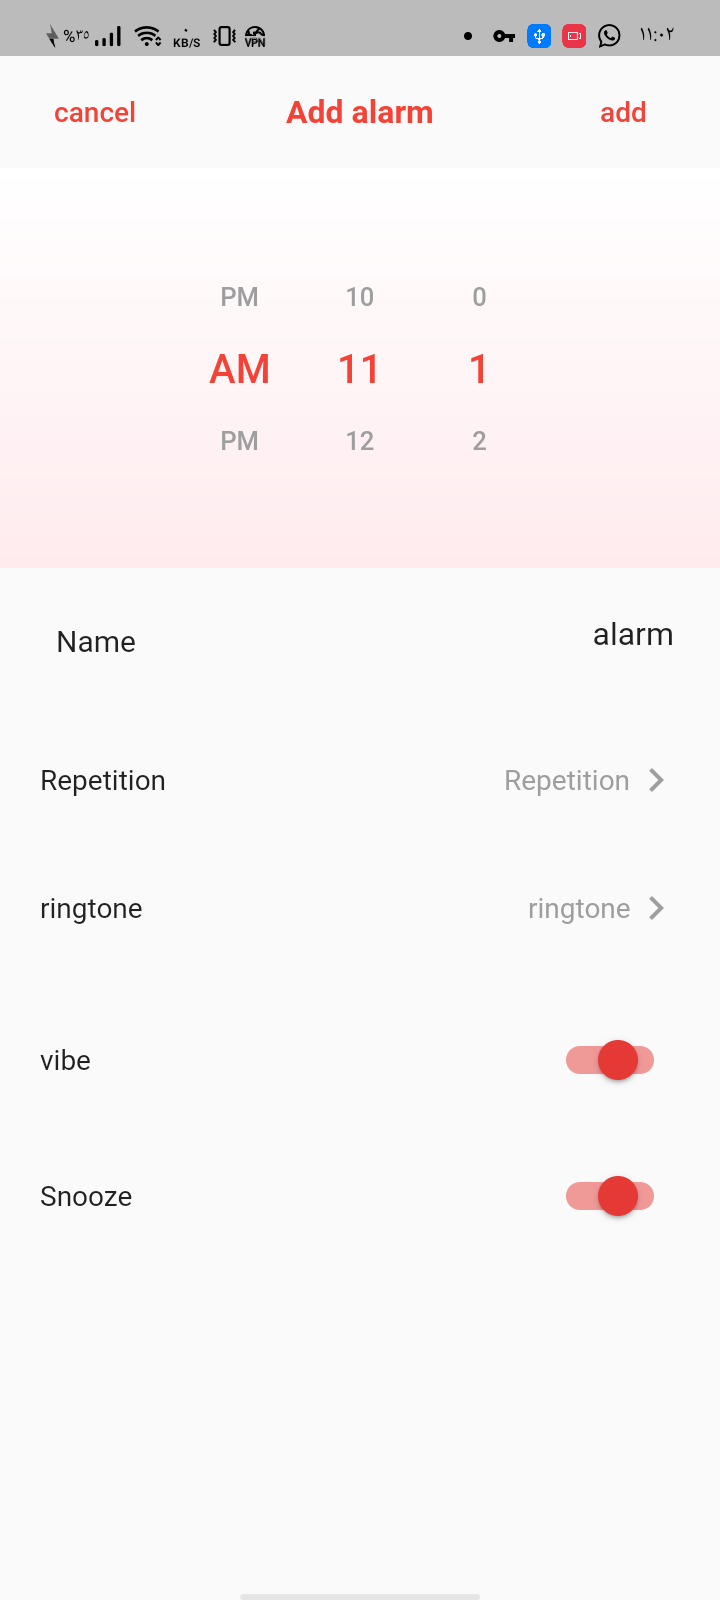 %٣٥ KB/S VPN ١١:٠٢
cancel Add alarm add
PM 10 0
AM 11 1
PM 12 2
Name alarm
Repetition Repetition
ringtone ringtone
vibe
Snooze